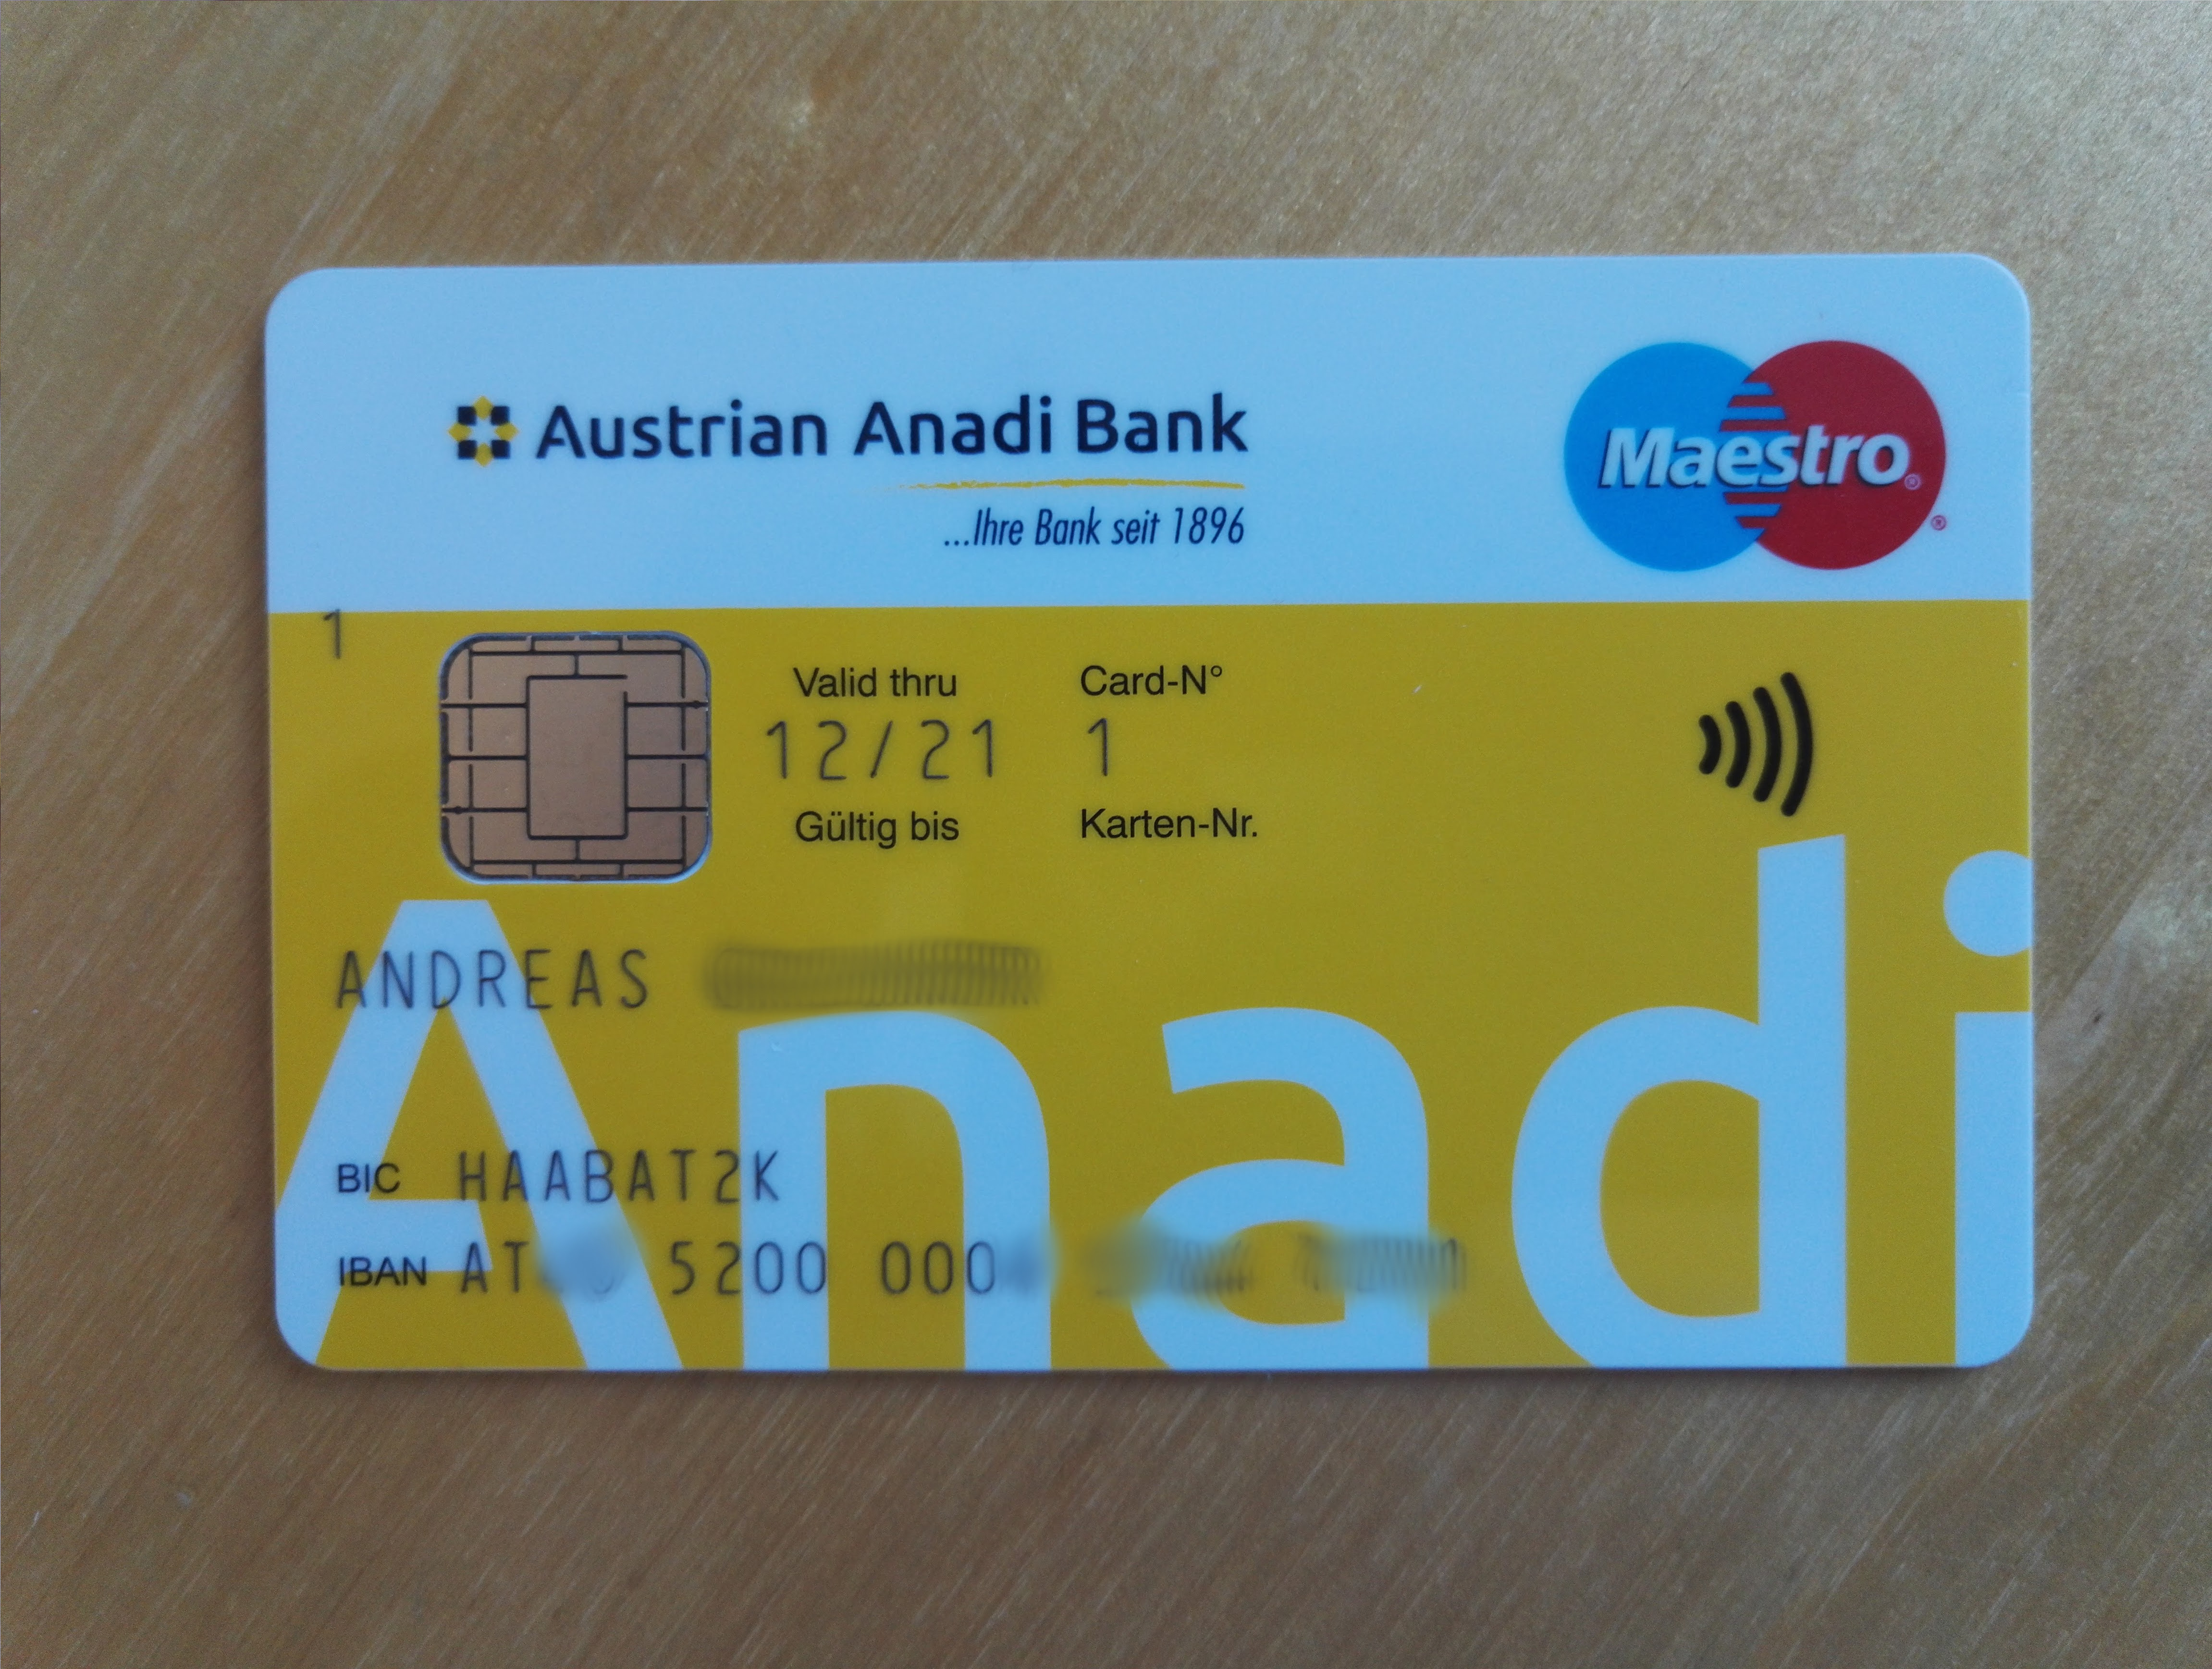 Austrian Anadi Bank
...Ihre Bank seit 1896
Maestro®
®
1
Valid thru
12/21
Gültig bis
Card-N°
1
Karten-Nr.
ANDREAS
BIC HAABAT2K
IBAN AT 5200 000
Anadi